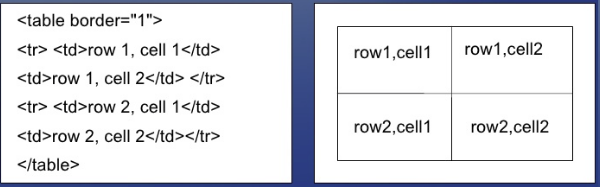 <table border="1">
<tr> <td>row 1, cell 1</td>
<td>row 1, cell 2</td> </tr>
<tr> <td>row 2, cell 1</td>
<td>row 2, cell 2</td></tr>
</table>
row1,cell1 row1,cell2
row2,cell1 row2,cell2